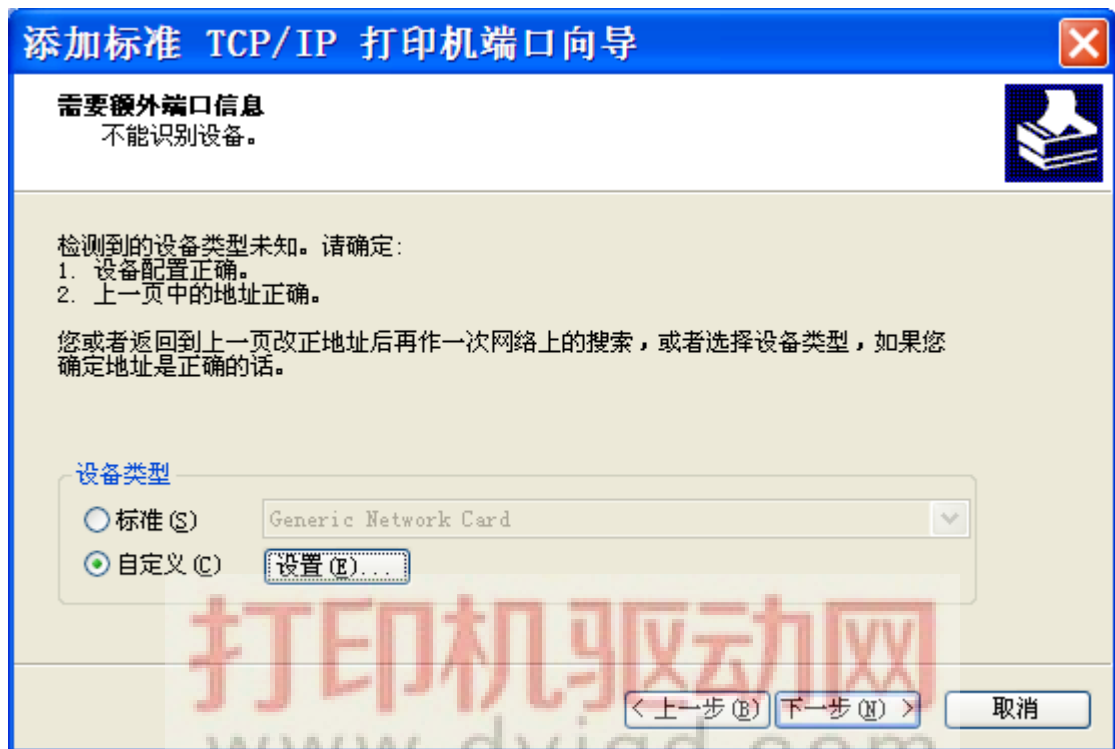 添加标准 TCP/IP 打印机端口向导
需要额外端口信息
不能识别设备。
检测到的设备类型未知。请确定:
1. 设备配置正确。
2. 上一页中的地址正确。
您或者返回到上一页改正地址后再作一次网络上的搜索，或者选择设备类型，如果您
确定地址是正确的话。
设备类型
标准(S)
Generic Network Card
自定义(C)
设置(E)...
打印机驱动网
< 上一步(B)
下一步(N) >
取消